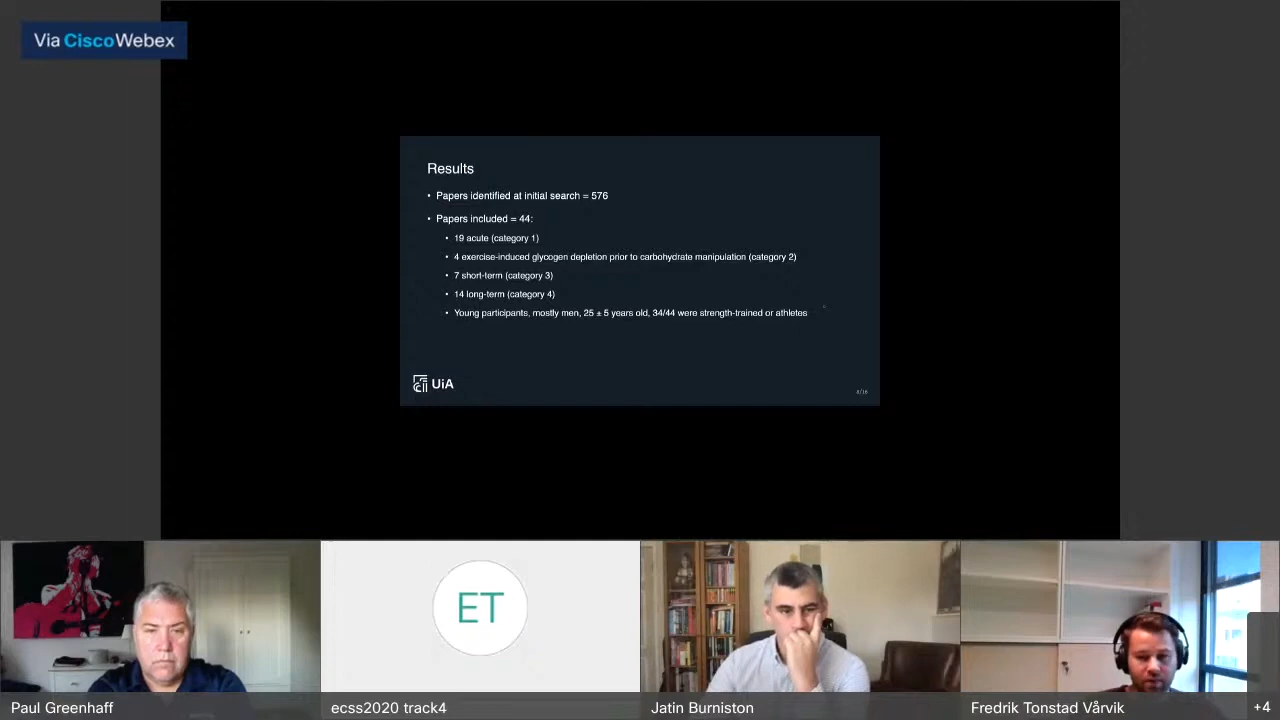 Via Cisco Webex
Results
• Papers identified at initial search = 576
• Papers included = 44:
• 19 acute (category 1)
• 4 exercise-induced glycogen depletion prior to carbohydrate manipulation (category 2)
• 7 short-term (category 3)
• 14 long-term (category 4)
• Young participants, mostly men, 25 ± 5 years old, 34/44 were strength-trained or athletes
UiA
ET
Paul Greenhaff
ecss2020 track4
Jatin Burniston
Fredrik Tonstad Vårvik
+4